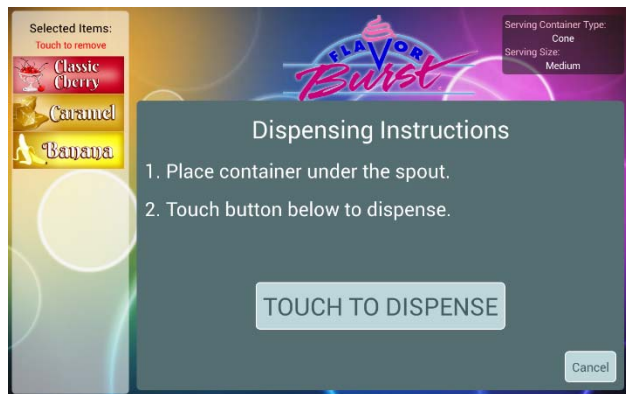 Selected Items:
Touch to remove
Classic
Cherry
Caramel
Banana
FLAVOR
Burst
Serving Container Type:
Cone
Serving Size:
Medium
Dispensing Instructions
1. Place container under the spout.
2. Touch button below to dispense.
TOUCH TO DISPENSE
Cancel